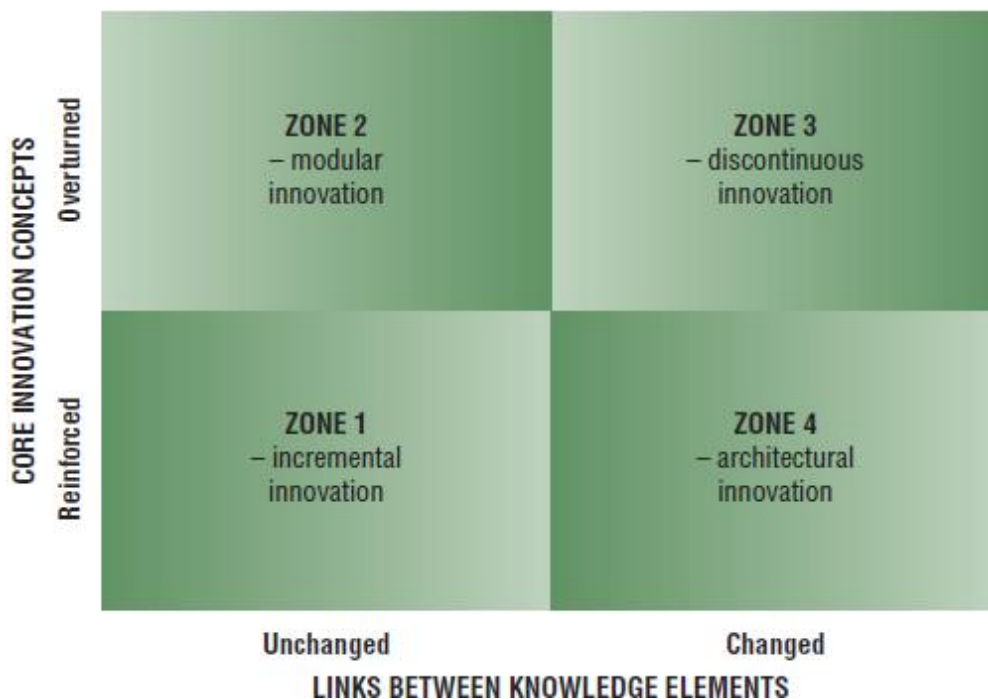 CORE INNOVATION CONCEPTS
Overturned
Reinforced
ZONE 2
– modular
innovation
ZONE 3
– discontinuous
innovation
ZONE 1
– incremental
innovation
ZONE 4
– architectural
innovation
Unchanged
Changed
LINKS BETWEEN KNOWLEDGE ELEMENTS